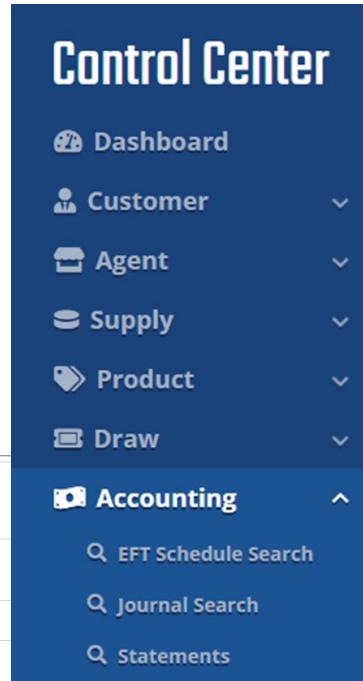 Control Center
Dashboard
Customer
Agent
Supply
Product
Draw
Accounting
EFT Schedule Search
Journal Search
Statements